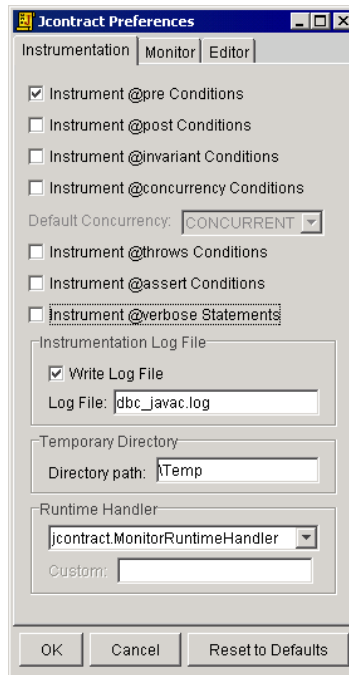 Jcontract Preferences
Instrumentation Monitor Editor
Instrument @pre Conditions
Instrument @post Conditions
Instrument @invariant Conditions
Instrument @concurrency Conditions
Default Concurrency: CONCURRENT
Instrument @throws Conditions
Instrument @assert Conditions
Instrument @verbose Statements
Instrumentation Log File
Write Log File
Log File: dbc_javac.log
Temporary Directory
Directory path: \Temp
Runtime Handler
jcontract.MonitorRuntimeHandler
Custom:
OK Cancel Reset to Defaults